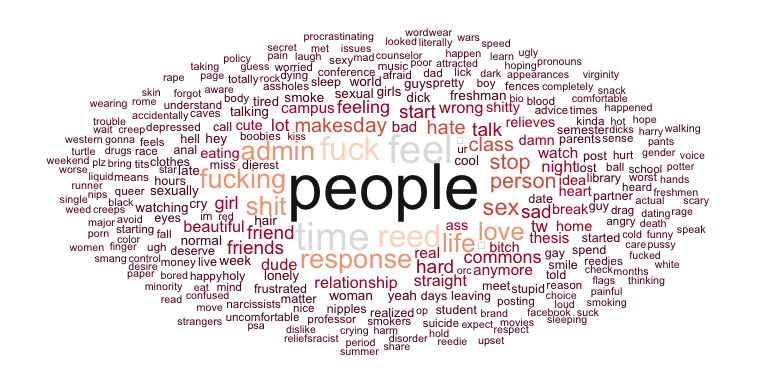 procrastinating wordwear
secret met issues looked literally wars
policy pain laugh sexy mad counselor happen speed
taking guess worried music poor attracted learn ugly hoping pronouns
rape page totally rock dying conference afraid dad lick dark appearances virginity
skin forgot aware assholes sleep world guys pretty boy fences completely snack
wearing rome understand body tired smoke sexual girls dick freshman bio blood comfortable
accidentally caves talking campus feeling start wrong shitty advice times happened
trouble wait creep depressed call cute lot makesday bad hate talk relieves kinda hot hope
western gonna feels hell hey boobies kiss ur class damn semester dicks harry walking
turtle drugs race anal eating admin fuck feel parents sense pants
weekend plz bring tits clothes miss dierest cool stop watch post hurt gender voice
worse liquid means star late fucking people person night lost ball school potter
runner nips hours sexually idea library worst hands
single queer cry girl shit sex heart partner heard freshmen
weed creeps black watching im red hair date break guy drag actual scary
major avoid eyes beautiful friend time reed ass love sad dating rage
porn starting fall normal life bitch tw home angry death
women color finger ugh deserve friends response real commons gay thesis started cold funny speak
smang control money live week dude hard orc anymore spend told care pussy
desire paper bored happy holy lonely relationship straight smile reedies fucked
minority eat mind frustrated meet stupid reason check months white
read confused matter woman yeah days leaving choice flags thinking
move narcissists nice nipples realized op student posting loud painful
strangers uncomfortable professor smokers suicide expect brand facebook suck smoking
psa dislike crying harm disorder hold movies respect sleeping
relief sracist period reedie upset
summer share